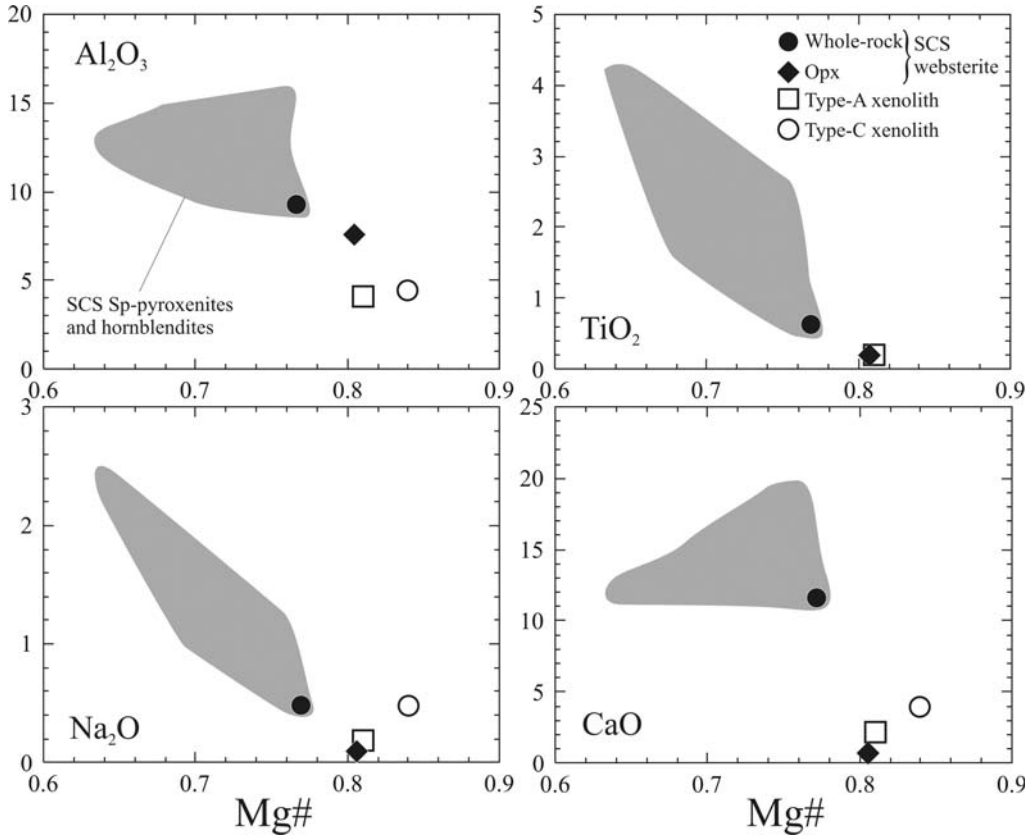 20
15
10
5
0
Al₂O₃
SCS Sp-pyroxenites
and hornblendites
0.6 0.7 0.8 0.9
5
4
3
2
1
0
Whole-rock
Opx
SCS
websterite
Type-A xenolith
Type-C xenolith
TiO₂
0.6 0.7 0.8 0.9
3
2
1
0
Na₂O
0.6 0.7 0.8 0.9
Mg#
25
20
15
10
5
0
CaO
0.6 0.7 0.8 0.9
Mg#